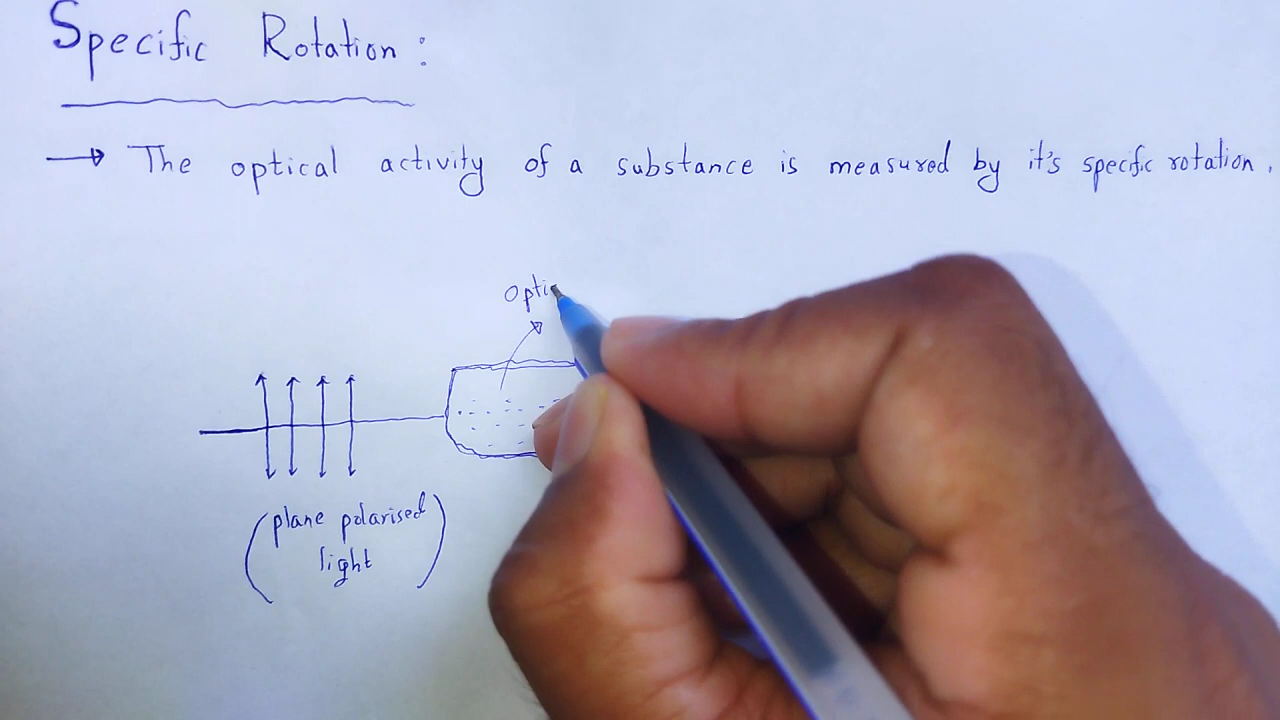 Specific Rotation :
→ The optical activity of a substance is measured by it's specific rotation.
Opti
(plane polarised
light)